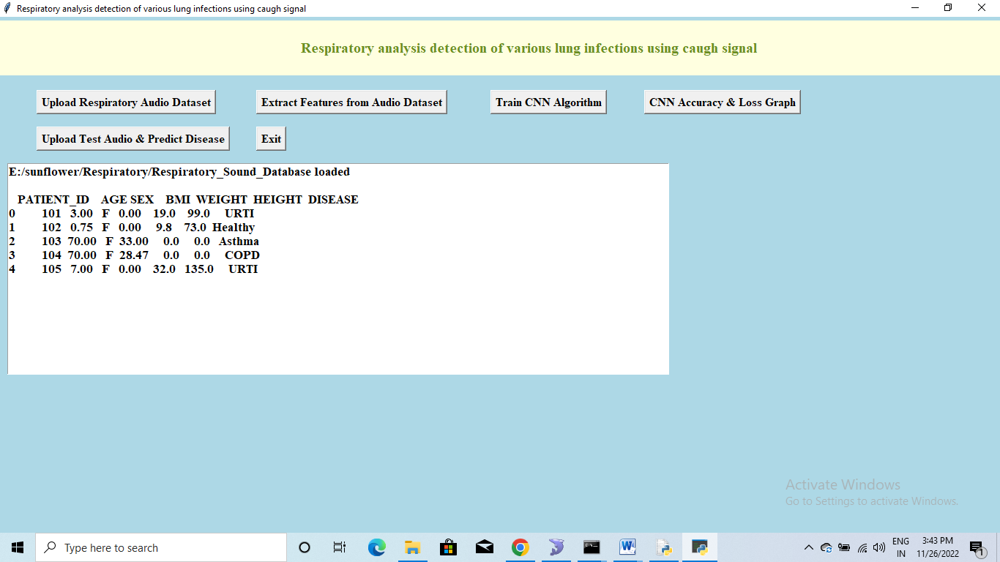 Respiratory analysis detection of various lung infections using caugh signal
Respiratory analysis detection of various lung infections using caugh signal
Upload Respiratory Audio Dataset
Extract Features from Audio Dataset
Train CNN Algorithm
CNN Accuracy & Loss Graph
Upload Test Audio & Predict Disease
Exit
E:/sunflower/Respiratory/Respiratory_Sound_Database loaded
PATIENT_ID AGE SEX BMI WEIGHT HEIGHT DISEASE
0 101 3.00 F 0.00 19.0 99.0 URTI
1 102 0.75 F 0.00 9.8 73.0 Healthy
2 103 70.00 F 33.00 0.0 0.0 Asthma
3 104 70.00 F 28.47 0.0 0.0 COPD
4 105 7.00 F 0.00 32.0 135.0 URTI
Activate Windows
Go to Settings to activate Windows.
Type here to search
ENG
IN
3:43 PM
11/26/2022
1